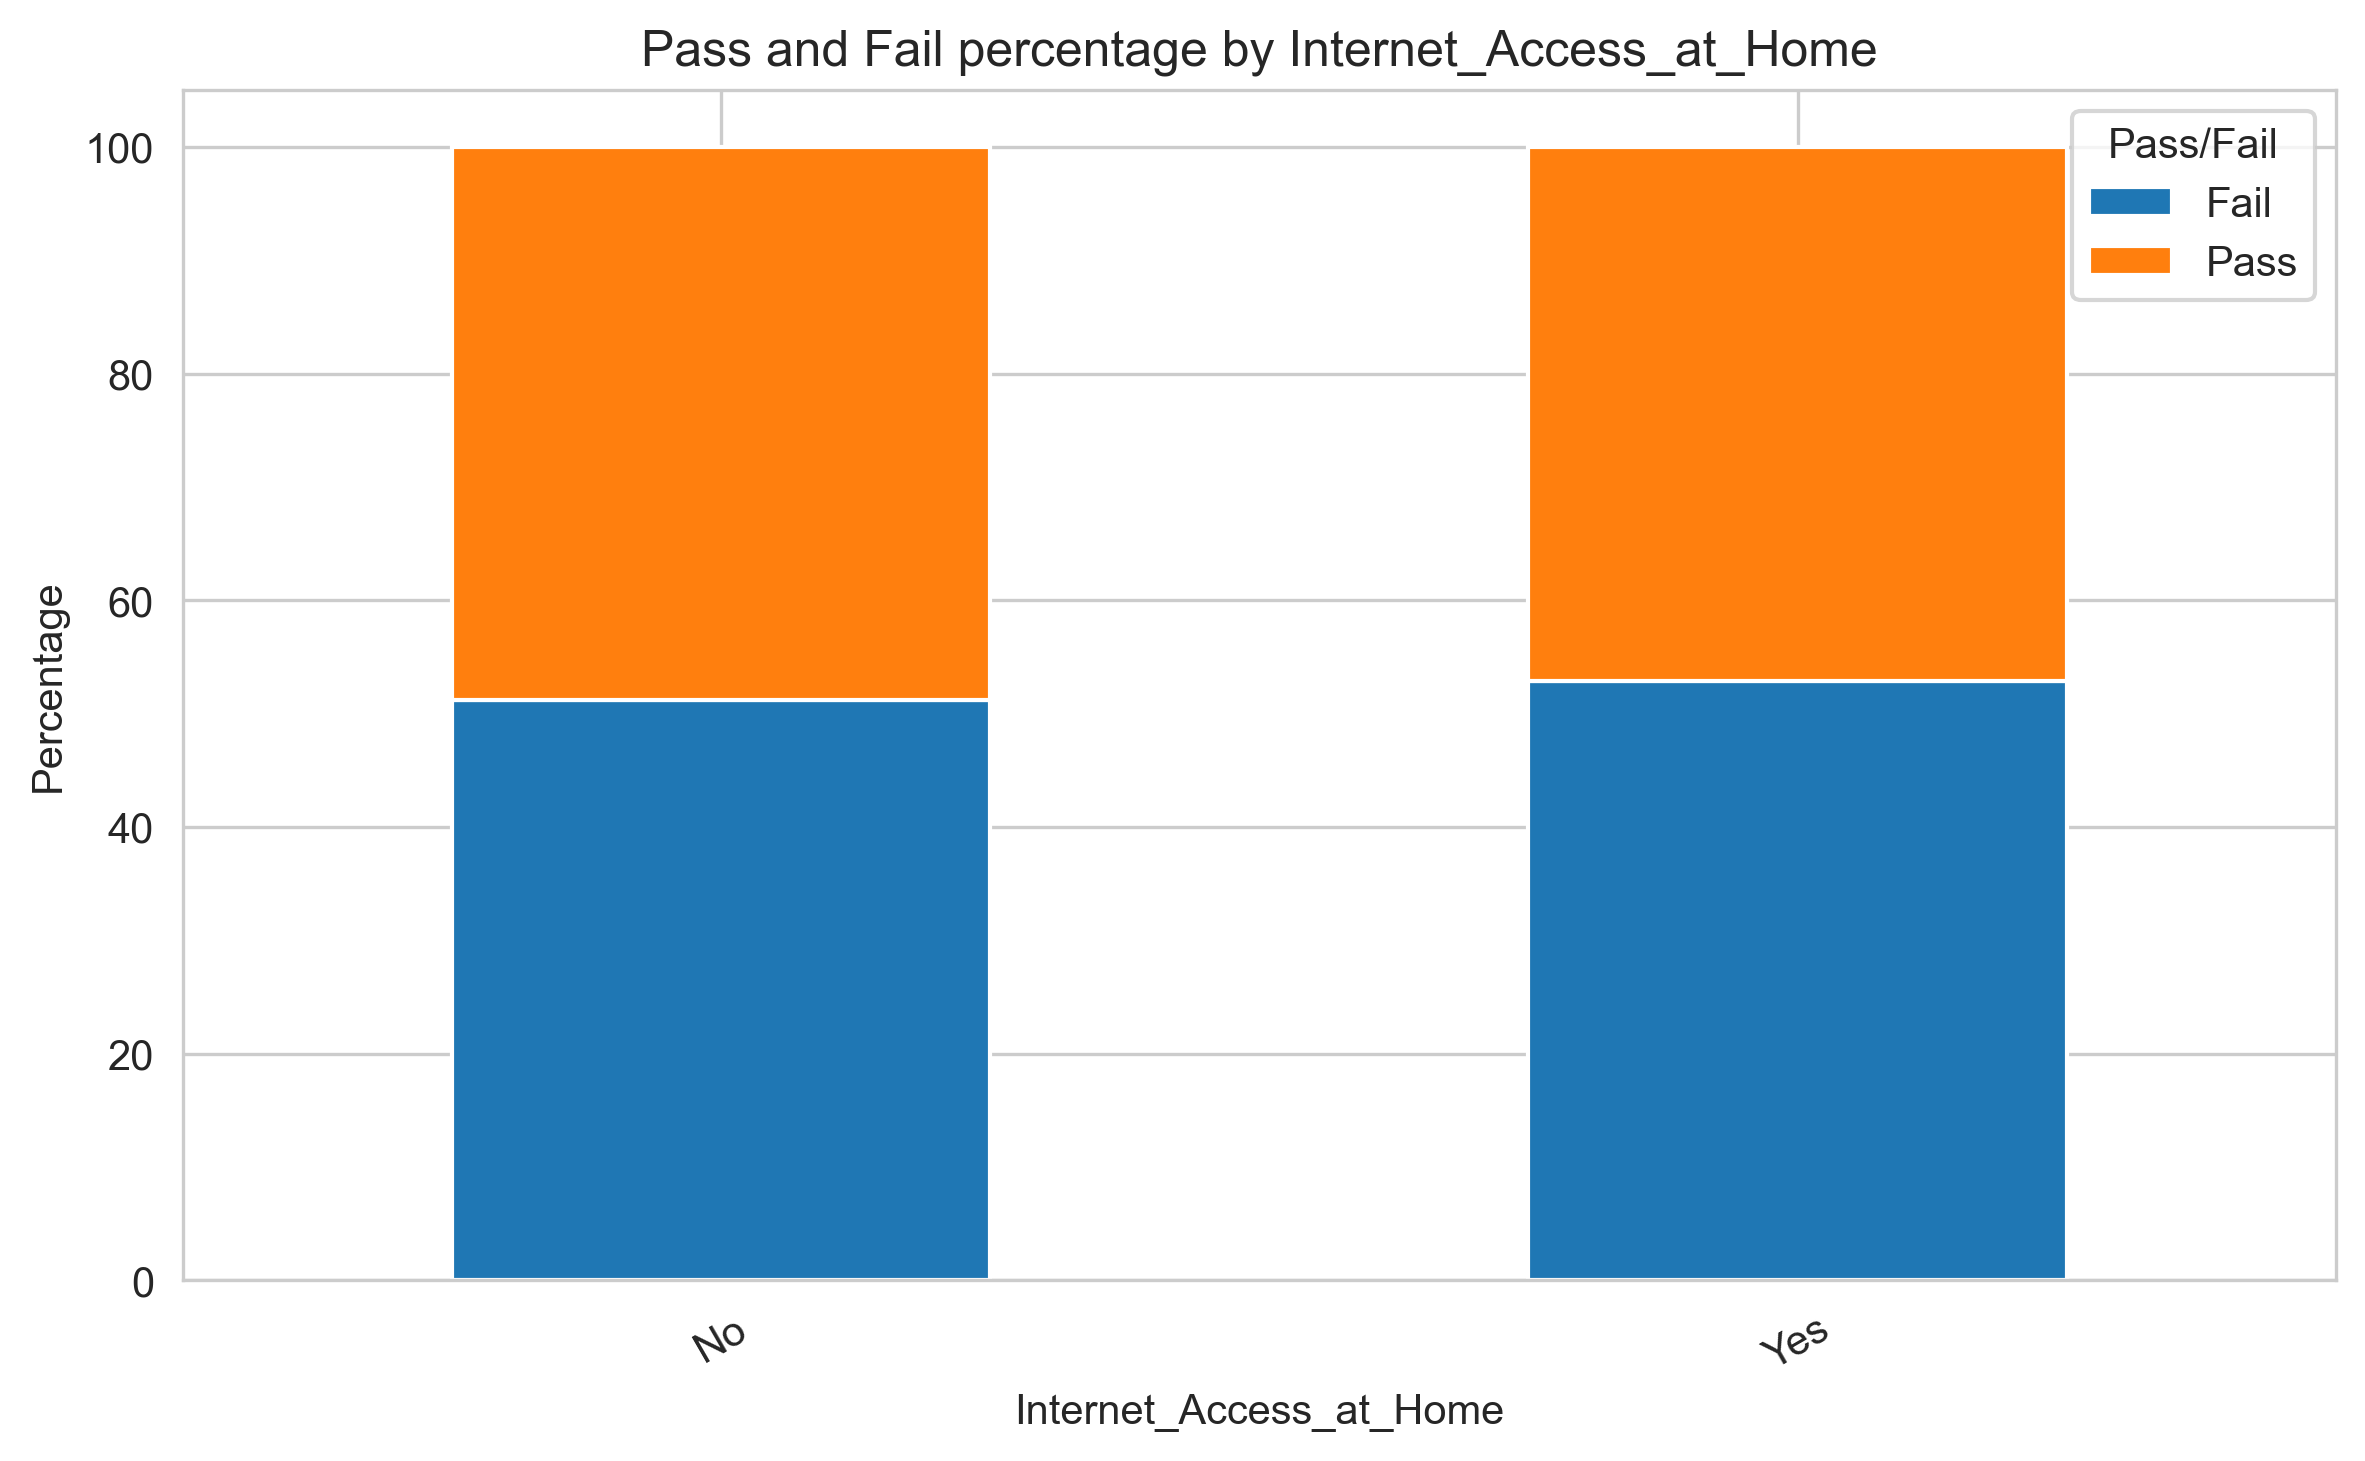 Pass and Fail percentage by Internet_Access_at_Home
Pass/Fail
Fail
Pass
100
80
60
40
20
0
Percentage
No
Yes
Internet_Access_at_Home